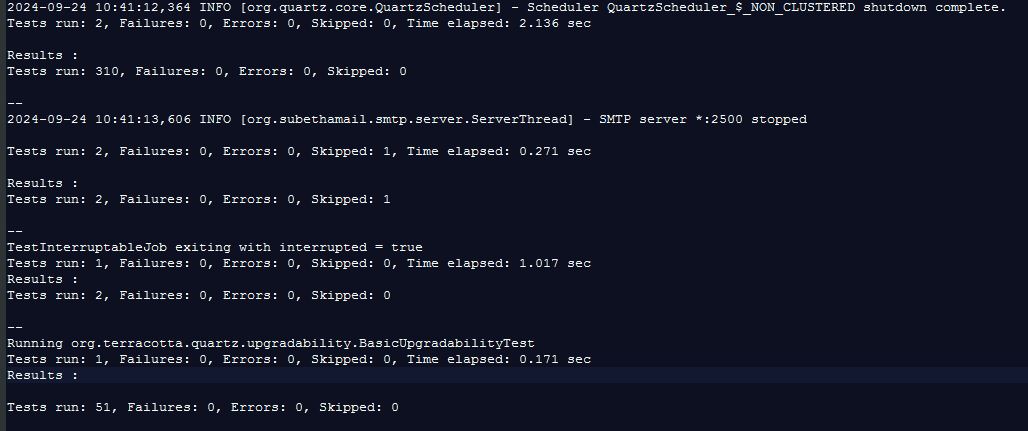 2024-09-24 10:41:12,364 INFO [org.quartz.core.QuartzScheduler] - Scheduler QuartzScheduler_$_NON_CLUSTERED shutdown complete.
Tests run: 2, Failures: 0, Errors: 0, Skipped: 0, Time elapsed: 2.136 sec
Results :
Tests run: 310, Failures: 0, Errors: 0, Skipped: 0
--
2024-09-24 10:41:13,606 INFO [org.subethamail.smtp.server.ServerThread] - SMTP server *:2500 stopped
Tests run: 2, Failures: 0, Errors: 0, Skipped: 1, Time elapsed: 0.271 sec
Results :
Tests run: 2, Failures: 0, Errors: 0, Skipped: 1
--
TestInterruptableJob exiting with interrupted = true
Tests run: 1, Failures: 0, Errors: 0, Skipped: 0, Time elapsed: 1.017 sec
Results :
Tests run: 2, Failures: 0, Errors: 0, Skipped: 0
--
Running org.terracotta.quartz.upgradability.BasicUpgradabilityTest
Tests run: 1, Failures: 0, Errors: 0, Skipped: 0, Time elapsed: 0.171 sec
Results :
Tests run: 51, Failures: 0, Errors: 0, Skipped: 0